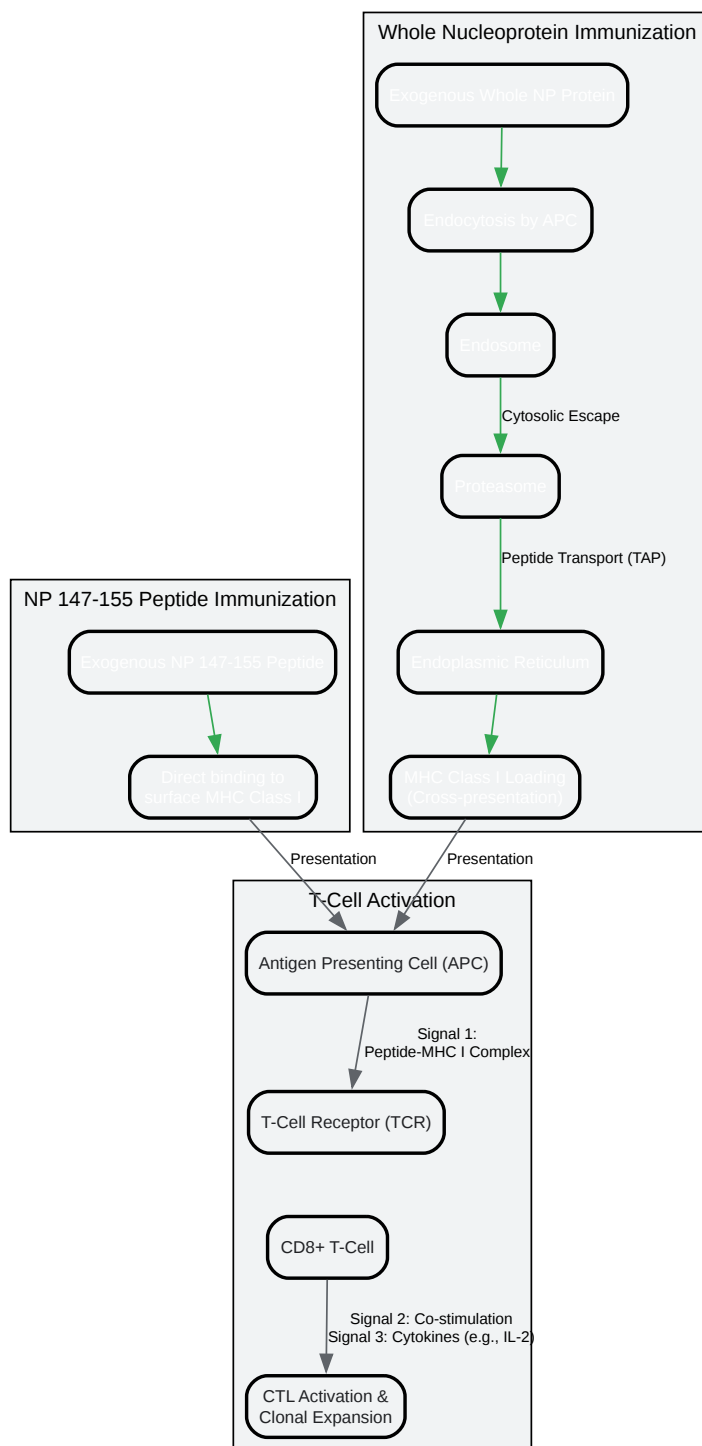 Whole Nucleoprotein Immunization
Exogenous Whole NP Protein
Endocytosis by APC
Endosome
Cytosolic Escape
Proteasome
Peptide Transport (TAP)
NP 147-155 Peptide Immunization
Exogenous NP 147-155 Peptide
Endoplasmic Reticulum
Direct binding to
surface MHC Class I
MHC Class I Loading
(Cross-presentation)
Presentation
Presentation
T-Cell Activation
Antigen Presenting Cell (APC)
Signal 1:
Peptide-MHC I Complex
T-Cell Receptor (TCR)
CD8+ T-Cell
Signal 2: Co-stimulation
Signal 3: Cytokines (e.g., IL-2)
CTL Activation &
Clonal Expansion